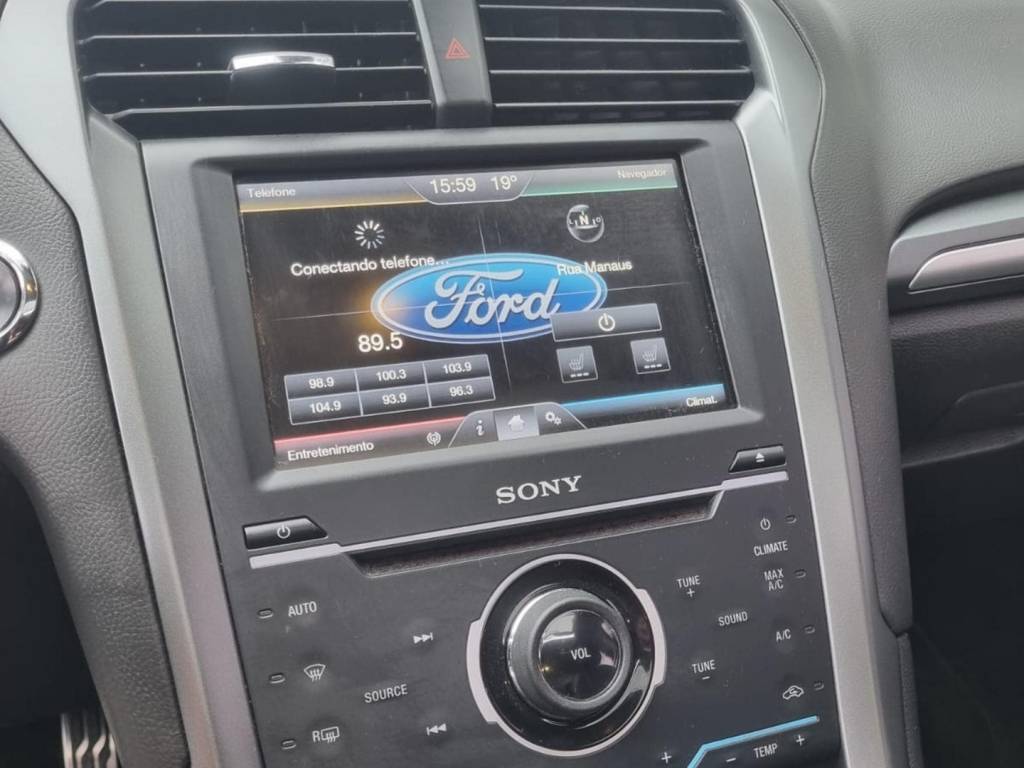 Telefone
15:59 19°
Navegador
N
Conectando telefone...
Ford
Rua Manaus
89.5
98.9 100.3 103.9
104.9 93.9 96.3
Entretenimento
i
Climat.
SONY
CLIMATE
AUTO
TUNE
+
MAX
A/C
SOUND
A/C
VOL
SOURCE
TUNE
−
R
+
− TEMP +